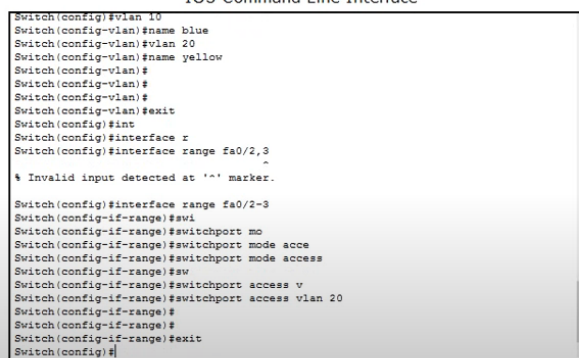 IOS Command Line Interface
Switch(config)#vlan 10
Switch(config-vlan)#name blue
Switch(config-vlan)#vlan 20
Switch(config-vlan)#name yellow
Switch(config-vlan)#
Switch(config-vlan)#
Switch(config-vlan)#
Switch(config-vlan)#exit
Switch(config)#int
Switch(config)#interface r
Switch(config)#interface range fa0/2,3
^
% Invalid input detected at '^' marker.
Switch(config)#interface range fa0/2-3
Switch(config-if-range)#swi
Switch(config-if-range)#switchport mo
Switch(config-if-range)#switchport mode acce
Switch(config-if-range)#switchport mode access
Switch(config-if-range)#sw
Switch(config-if-range)#switchport access v
Switch(config-if-range)#switchport access vlan 20
Switch(config-if-range)#
Switch(config-if-range)#
Switch(config-if-range)#exit
Switch(config)#